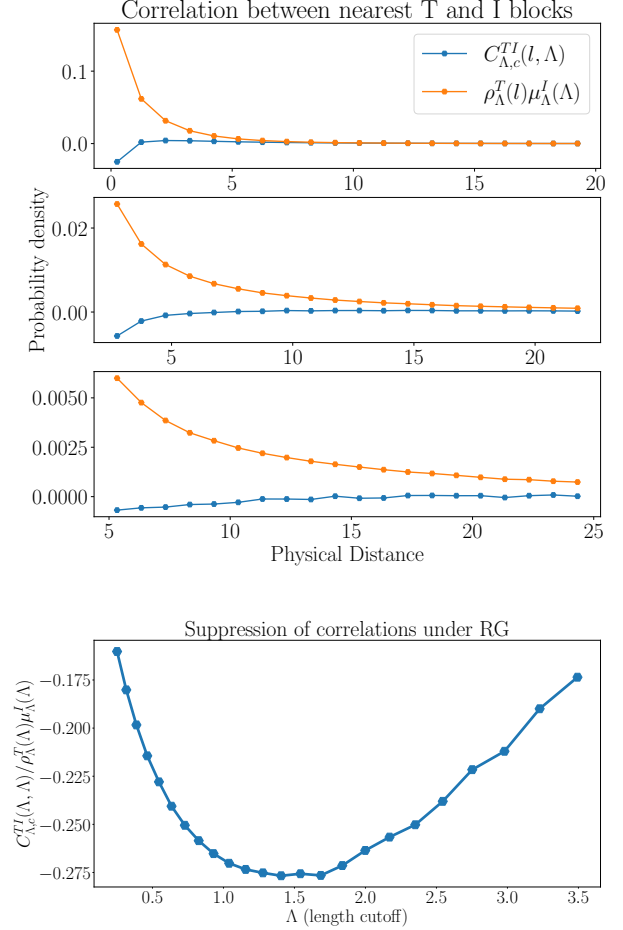 Correlation between nearest T and I blocks
C^{TI}_{Λ,c}(l, Λ)
ρ^T_Λ(l)μ^I_Λ(Λ)
0.1
0.0
0 5 10 15 20
Probability density
0.02
0.00
5 10 15 20
0.0050
0.0025
0.0000
5 10 15 20 25
Physical Distance
Suppression of correlations under RG
C^{TI}_{Λ,c}(Λ, Λ)/ρ^T_Λ(Λ)μ^I_Λ(Λ)
−0.175
−0.200
−0.225
−0.250
−0.275
0.5 1.0 1.5 2.0 2.5 3.0 3.5
Λ (length cutoff)